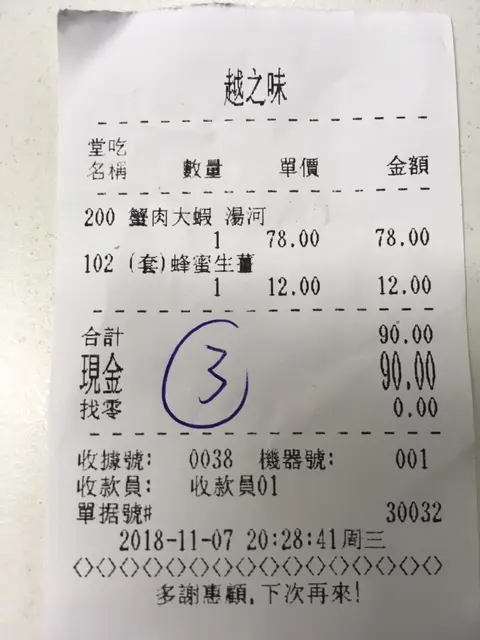 越之味
堂吃
名稱 數量 單價 金額
200 蟹肉大蝦 湯河
1 78.00 78.00
102 (套)蜂蜜生薑
1 12.00 12.00
合計 90.00
現金 90.00
找零 0.00
3
收據號: 0038 機器號: 001
收款員: 收款員01
單据號# 30032
2018-11-07 20:28:41周三
多謝惠顧,下次再來!